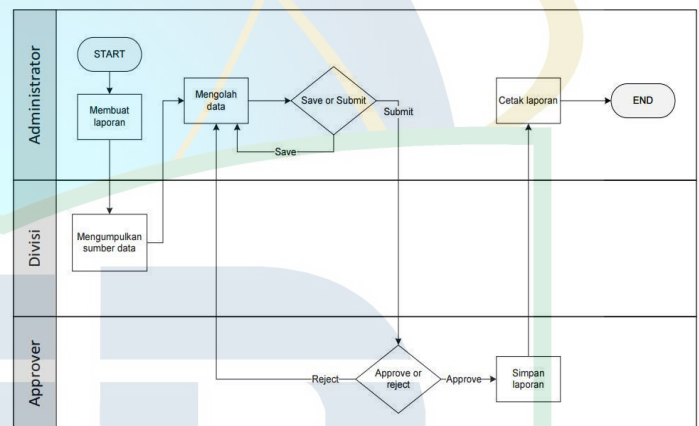 Administrator
START
Membuat
laporan
Mengolah
data
Save or Submit
Submit
Save
Cetak laporan
END
Divisi
Mengumpulkan
sumber data
Approver
Reject
Approve or
reject
Approve
Simpan
laporan